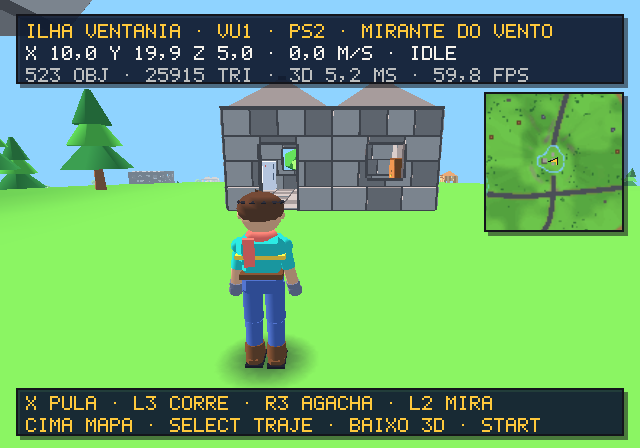 ILHA VENTANIA · VU1 · PS2 · MIRANTE DO VENTO
X 10,0 Y 19,9 Z 5,0 · 0,0 M/S · IDLE
523 OBJ · 25915 TRI · 3D 5,2 MS · 59,8 FPS
X PULA · L3 CORRE · R3 AGACHA · L2 MIRA
CIMA MAPA · SELECT TRAJE · BAIXO 3D · START